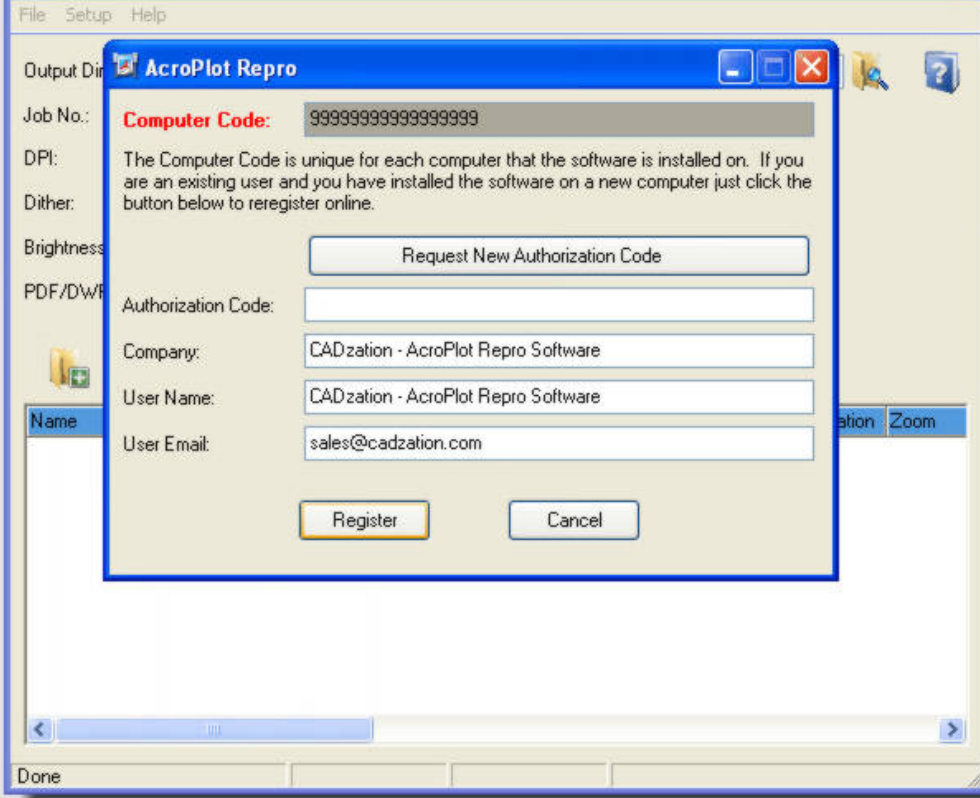 File Setup Help
AcroPlot Repro
Output Dir
Job No.:
DPI:
Dither:
Brightness
PDF/DWF
Computer Code: 99999999999999999
The Computer Code is unique for each computer that the software is installed on. If you
are an existing user and you have installed the software on a new computer just click the
button below to reregister online.
Request New Authorization Code
Authorization Code:
Company: CADzation - AcroPlot Repro Software
User Name: CADzation - AcroPlot Repro Software
User Email: sales@cadzation.com
Register Cancel
Name ation Zoom
Done